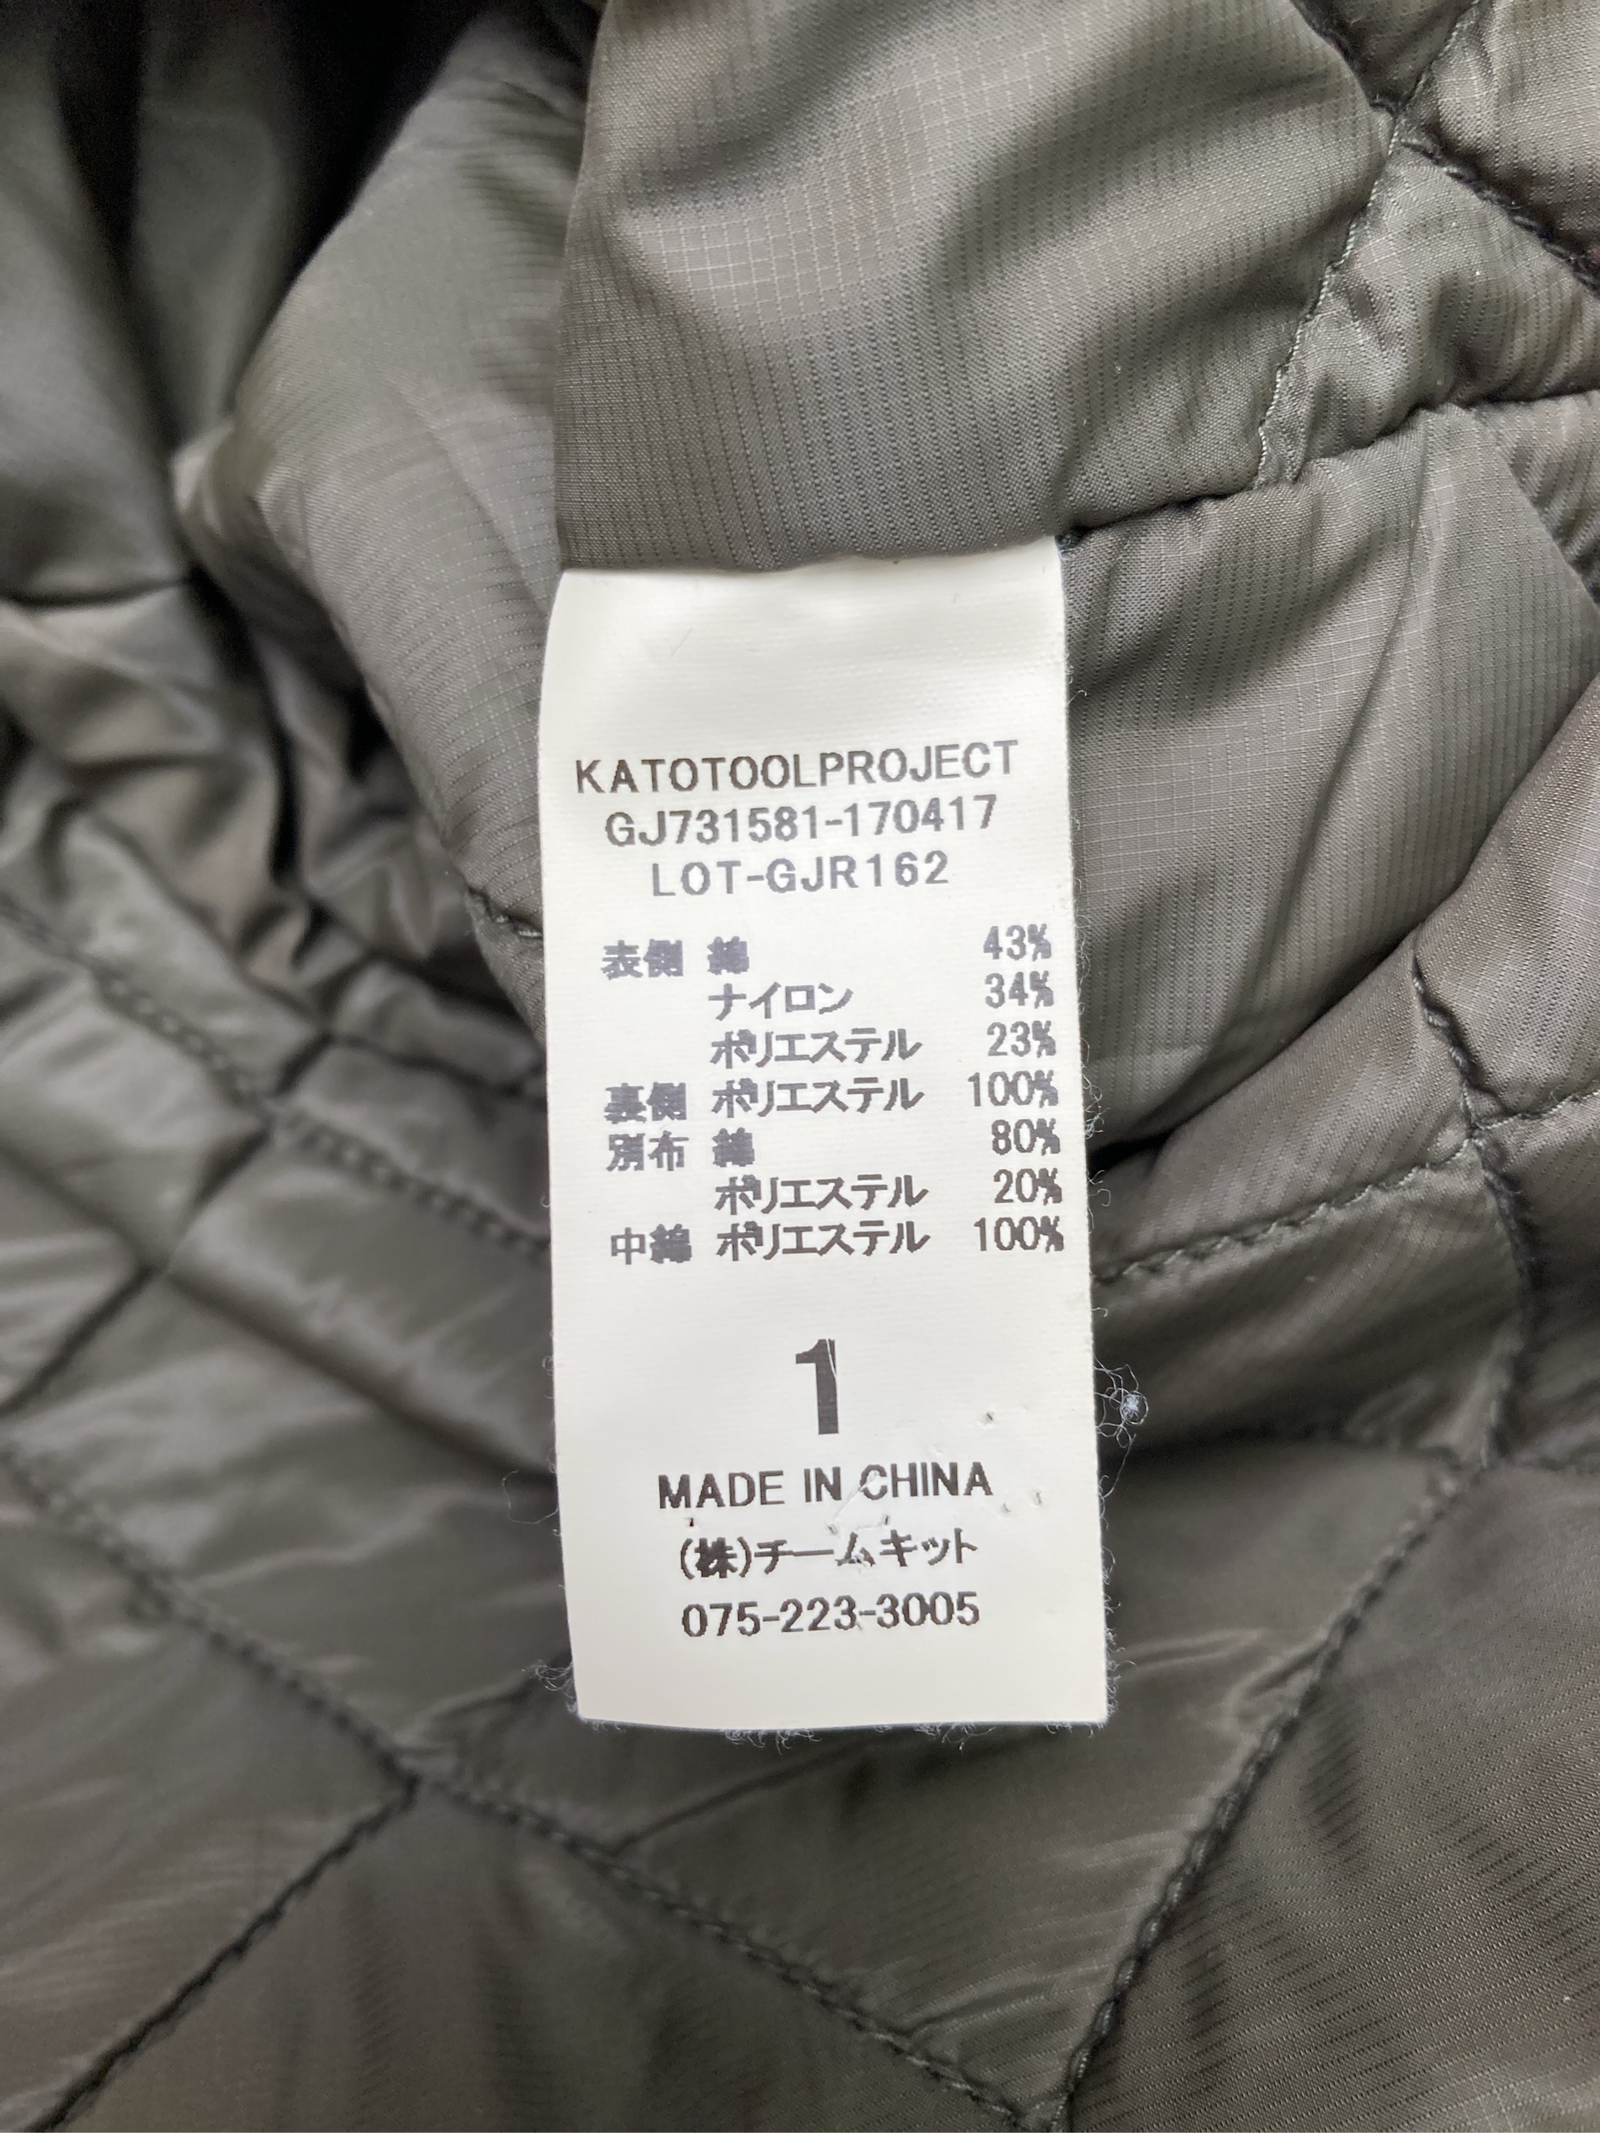 KATOTOOLPROJECT
GJ731581-170417
LOT-GJR162
表側 綿 43%
ナイロン 34%
ポリエステル 23%
裏側 ポリエステル 100%
別布 綿 80%
ポリエステル 20%
中綿 ポリエステル 100%
1
MADE IN CHINA
(株)チームキット
075-223-3005